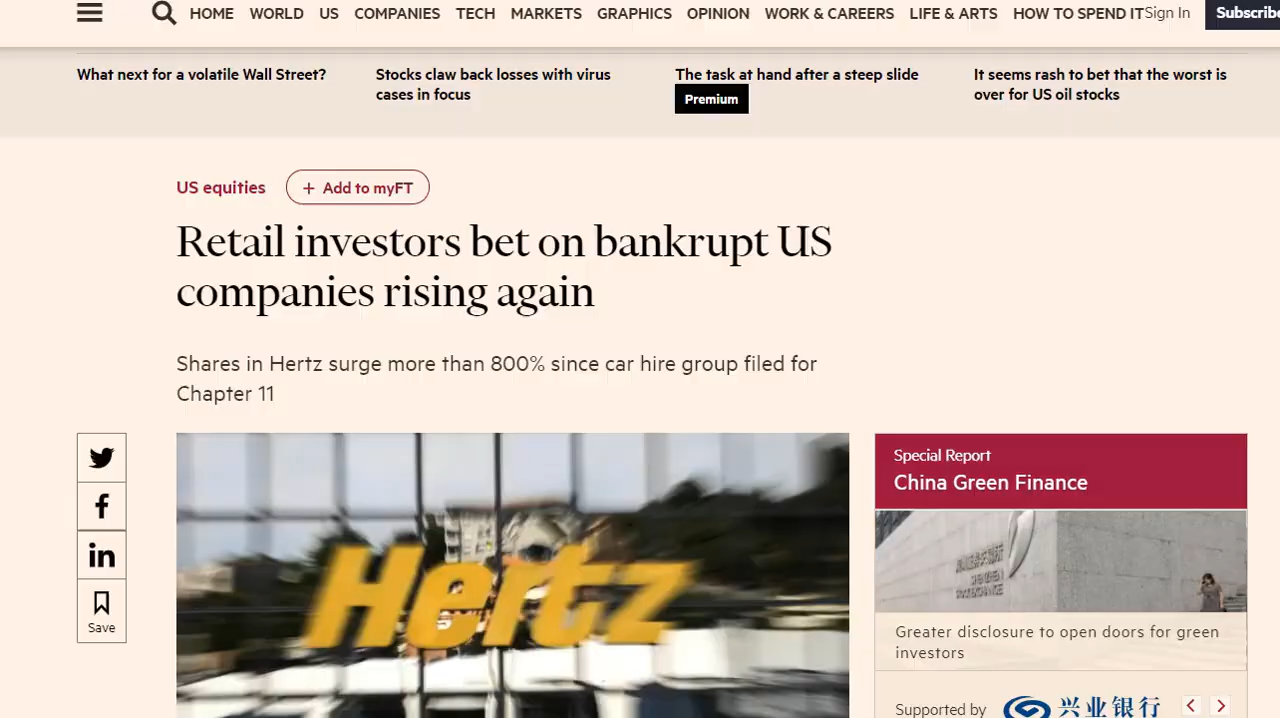 HOME WORLD US COMPANIES TECH MARKETS GRAPHICS OPINION WORK & CAREERS LIFE & ARTS HOW TO SPEND IT Sign In Subscribe
What next for a volatile Wall Street?
Stocks claw back losses with virus
cases in focus
The task at hand after a steep slide
Premium
It seems rash to bet that the worst is
over for US oil stocks
US equities + Add to myFT
Retail investors bet on bankrupt US
companies rising again
Shares in Hertz surge more than 800% since car hire group filed for
Chapter 11
Save
Hertz
Special Report
China Green Finance
Greater disclosure to open doors for green
investors
Supported by 兴业银行